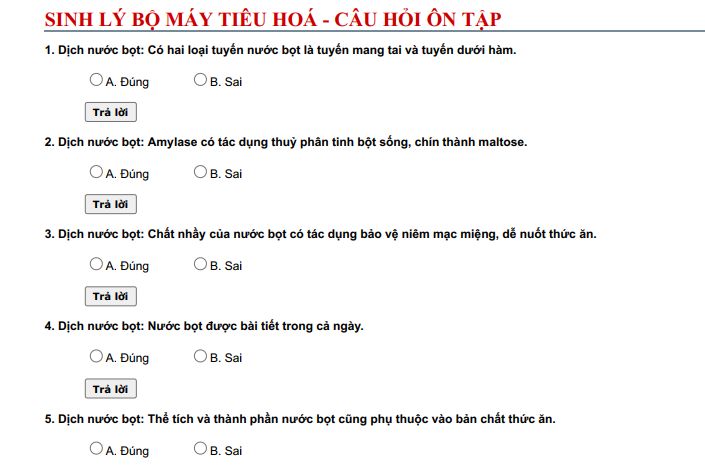 SINH LÝ BỘ MÁY TIÊU HOÁ - CÂU HỎI ÔN TẬP
1. Dịch nước bọt: Có hai loại tuyến nước bọt là tuyến mang tai và tuyến dưới hàm.
A. Đúng B. Sai
Trả lời
2. Dịch nước bọt: Amylase có tác dụng thuỷ phân tinh bột sống, chín thành maltose.
A. Đúng B. Sai
Trả lời
3. Dịch nước bọt: Chất nhầy của nước bọt có tác dụng bảo vệ niêm mạc miệng, dễ nuốt thức ăn.
A. Đúng B. Sai
Trả lời
4. Dịch nước bọt: Nước bọt được bài tiết trong cả ngày.
A. Đúng B. Sai
Trả lời
5. Dịch nước bọt: Thể tích và thành phần nước bọt cũng phụ thuộc vào bản chất thức ăn.
A. Đúng B. Sai